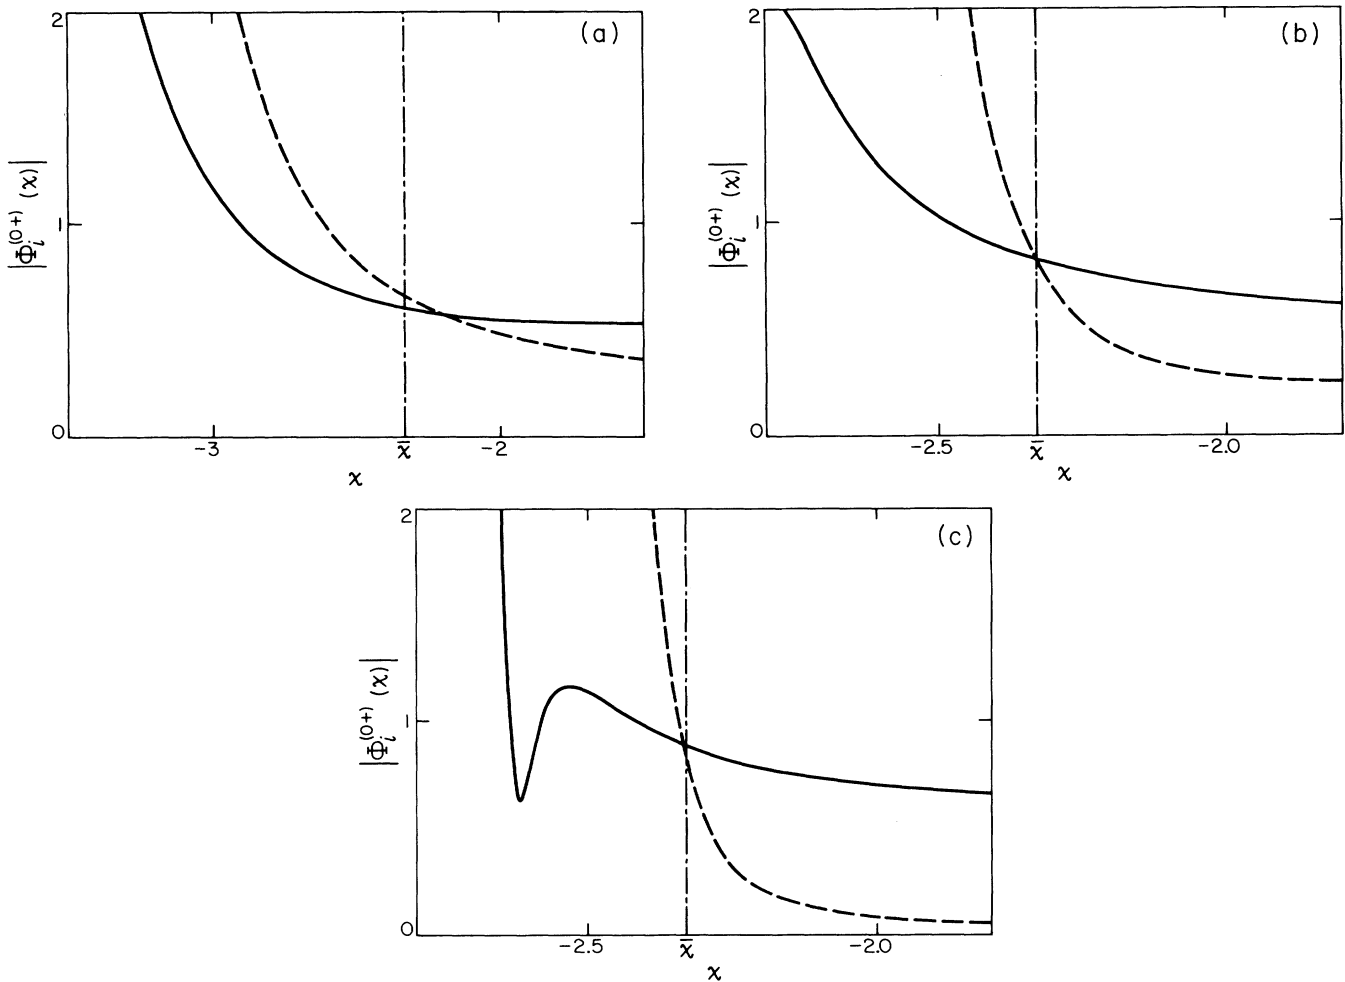 2
(a)
1
|Φ_i^(0+) (x)|
0
-3
x̄
-2
x
2
(b)
1
|Φ_i^(0+) (x)|
0
-2.5
x̄
-2.0
x
2
(c)
1
|Φ_i^(0+) (x)|
0
-2.5
x̄
-2.0
x